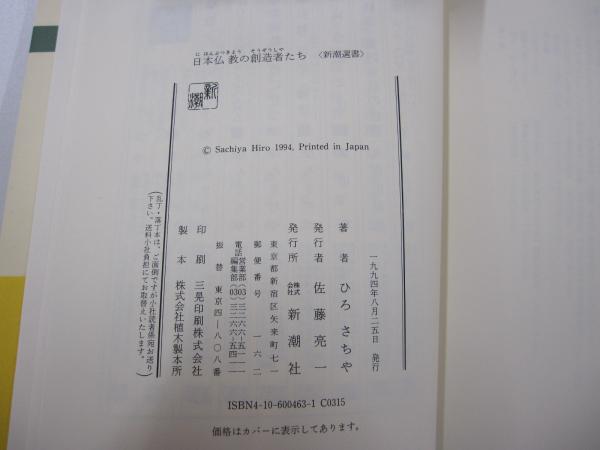 にほんぶっきょう そうぞうしゃ
日本仏教の創造者たち 〈新潮選書〉
新潮
© Sachiya Hiro 1994, Printed in Japan
一九九四年八月二五日 発行
著者 ひろ さちや
発行者 佐藤亮一
発行所 株式会社 新潮社
東京都新宿区矢来町七一
郵便番号 一六二
電話 営業部(0303)三二六六―五一一一
編集部(0303)三二六六―五四一一
振替 東京四―八〇八番
印刷 三晃印刷株式会社
製本 株式会社植木製本所
(乱丁・落丁本は、ご面倒ですが小社読者係宛お送り
下さい。送料小社負担にてお取替えいたします。)
ISBN4-10-600463-1 C0315
価格はカバーに表示してあります。